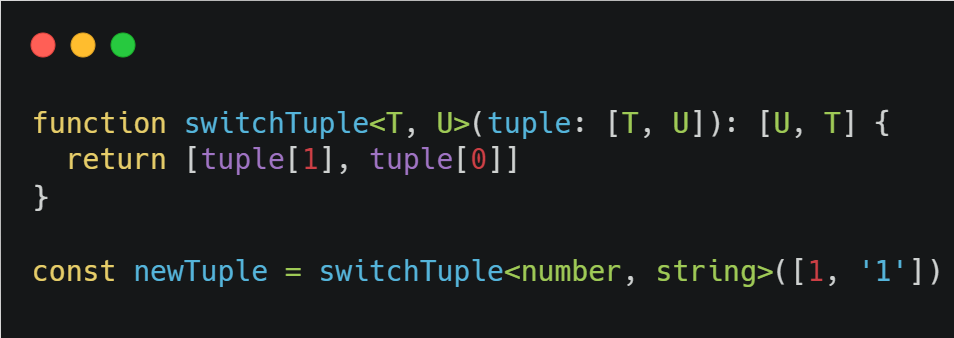 function switchTuple<T, U>(tuple: [T, U]): [U, T] {
  return [tuple[1], tuple[0]]
}
const newTuple = switchTuple<number, string>([1, '1'])